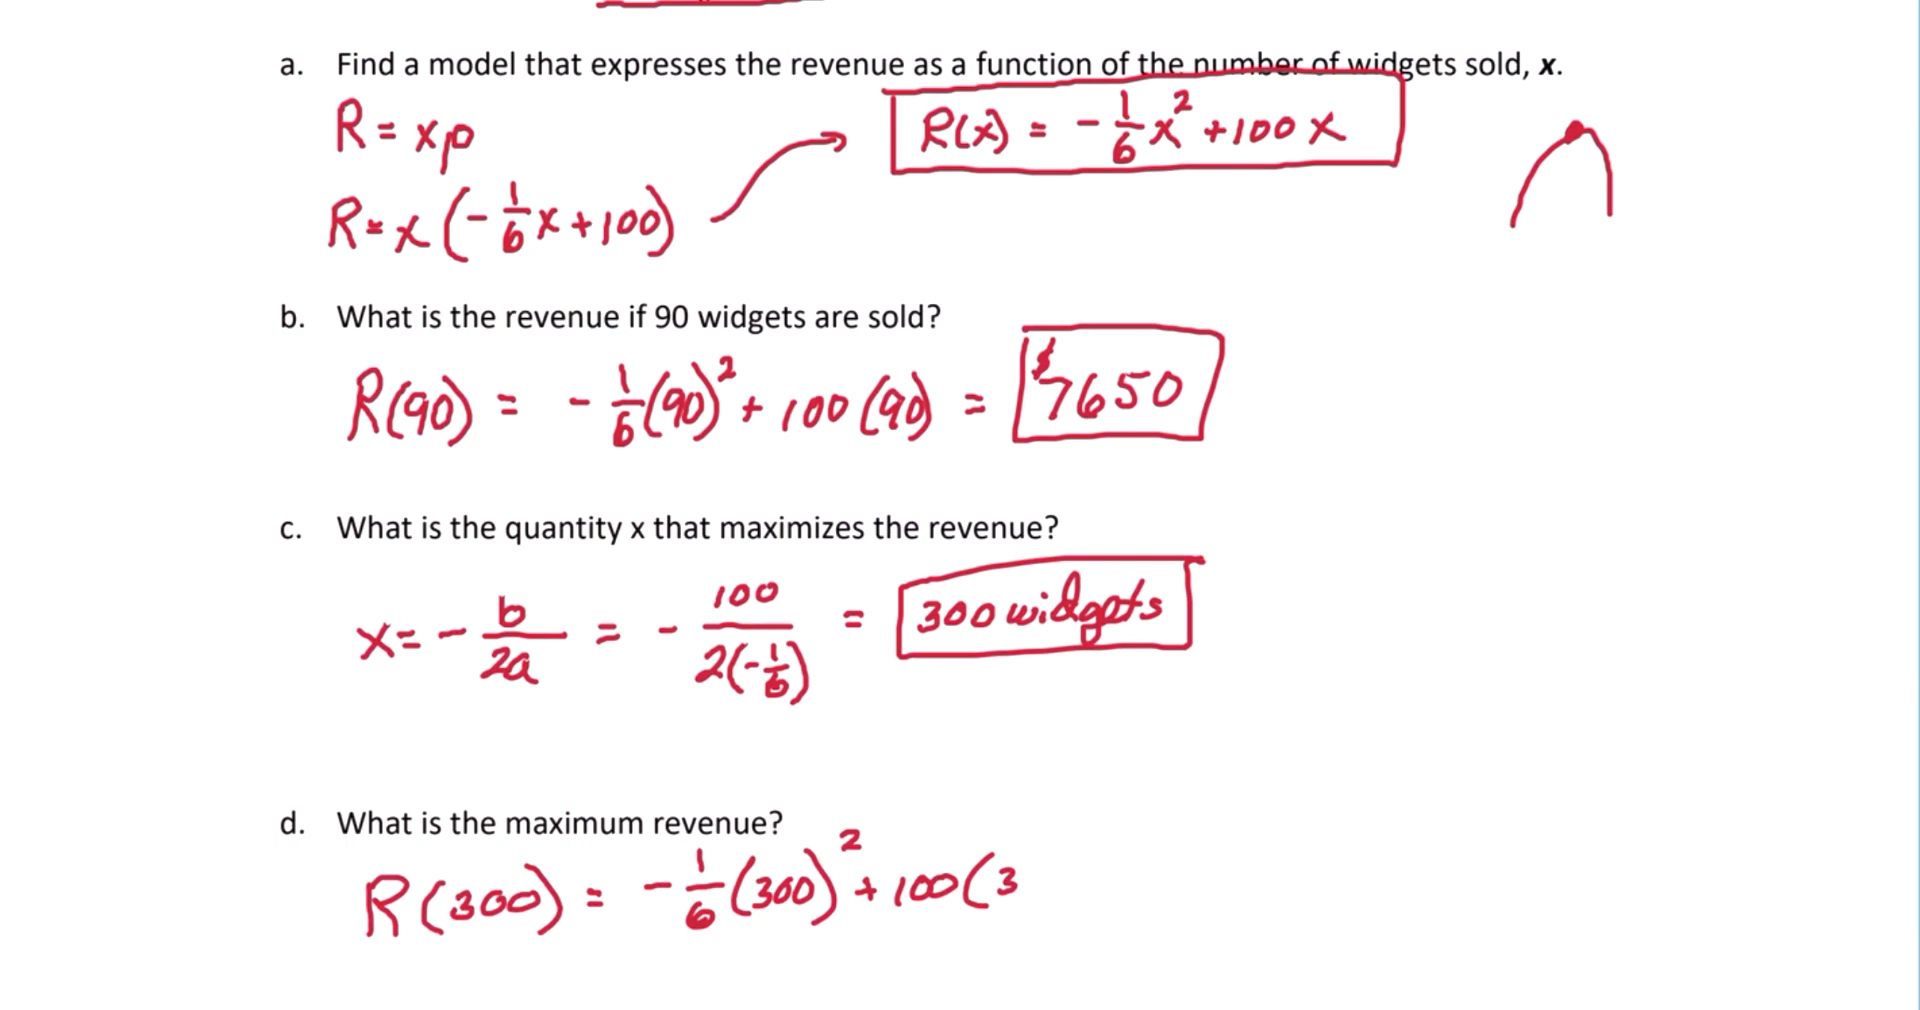 a. Find a model that expresses the revenue as a function of the number of widgets sold, x.
R = xp
R(x) = -1/6 x² + 100x
R = x(-1/6 x + 100)
b. What is the revenue if 90 widgets are sold?
R(90) = -1/6 (90)² + 100(90) = $7650
c. What is the quantity x that maximizes the revenue?
x = - b/2a = - 100/2(-1/6) = 300 widgets
d. What is the maximum revenue?
R(300) = -1/6 (300)² + 100(3